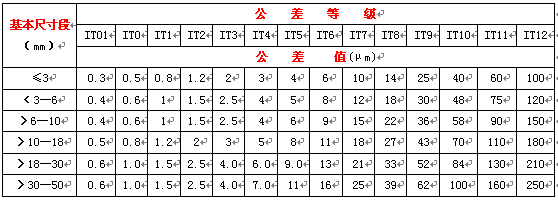 基本尺寸段
(mm)
公 差 等 级
IT01 IT0 IT1 IT2 IT3 IT4 IT5 IT6 IT7 IT8 IT9 IT10 IT11 IT12
公 差 值(μm)
≤3 0.3 0.5 0.8 1.2 2 3 4 6 10 14 25 40 60 100
<3—6 0.4 0.6 1 1.5 2.5 4 5 8 12 18 30 48 75 120
>6—10 0.4 0.6 1 1.5 2.5 4 6 9 15 22 36 58 90 150
>10—18 0.5 0.8 1.2 2 3 5 8 11 18 27 43 70 110 180
>18—30 0.6 1.0 1.5 2.5 4.0 6.0 9.0 13 21 33 52 84 130 210
>30—50 0.6 1.0 1.5 2.5 4.0 7.0 11 16 25 39 62 100 160 250